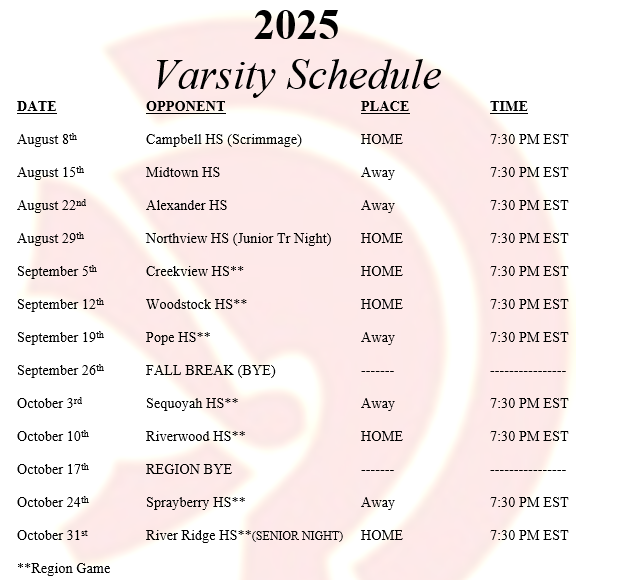 2025
Varsity Schedule
DATE OPPONENT PLACE TIME
August 8th Campbell HS (Scrimmage) HOME 7:30 PM EST
August 15th Midtown HS Away 7:30 PM EST
August 22nd Alexander HS Away 7:30 PM EST
August 29th Northview HS (Junior Tr Night) HOME 7:30 PM EST
September 5th Creekview HS** HOME 7:30 PM EST
September 12th Woodstock HS** HOME 7:30 PM EST
September 19th Pope HS** Away 7:30 PM EST
September 26th FALL BREAK (BYE) ------- ----------------
October 3rd Sequoyah HS** Away 7:30 PM EST
October 10th Riverwood HS** HOME 7:30 PM EST
October 17th REGION BYE ------- ----------------
October 24th Sprayberry HS** Away 7:30 PM EST
October 31st River Ridge HS**(SENIOR NIGHT) HOME 7:30 PM EST
**Region Game